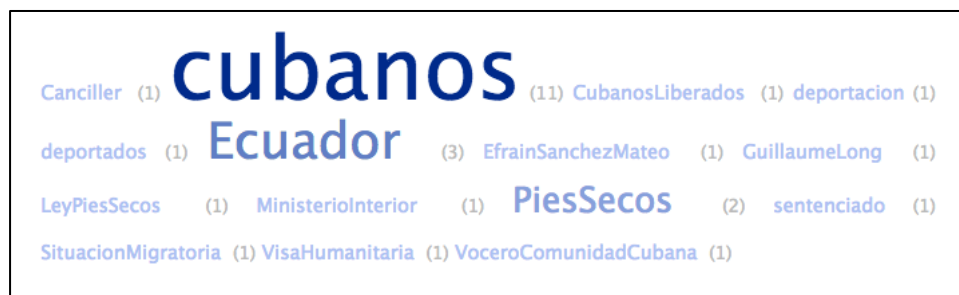 Canciller (1) cubanos (11) CubanosLiberados (1) deportacion (1)
deportados (1) Ecuador (3) EfrainSanchezMateo (1) GuillaumeLong (1)
LeyPiesSecos (1) MinisterioInterior (1) PiesSecos (2) sentenciado (1)
SituacionMigratoria (1) VisaHumanitaria (1) VoceroComunidadCubana (1)